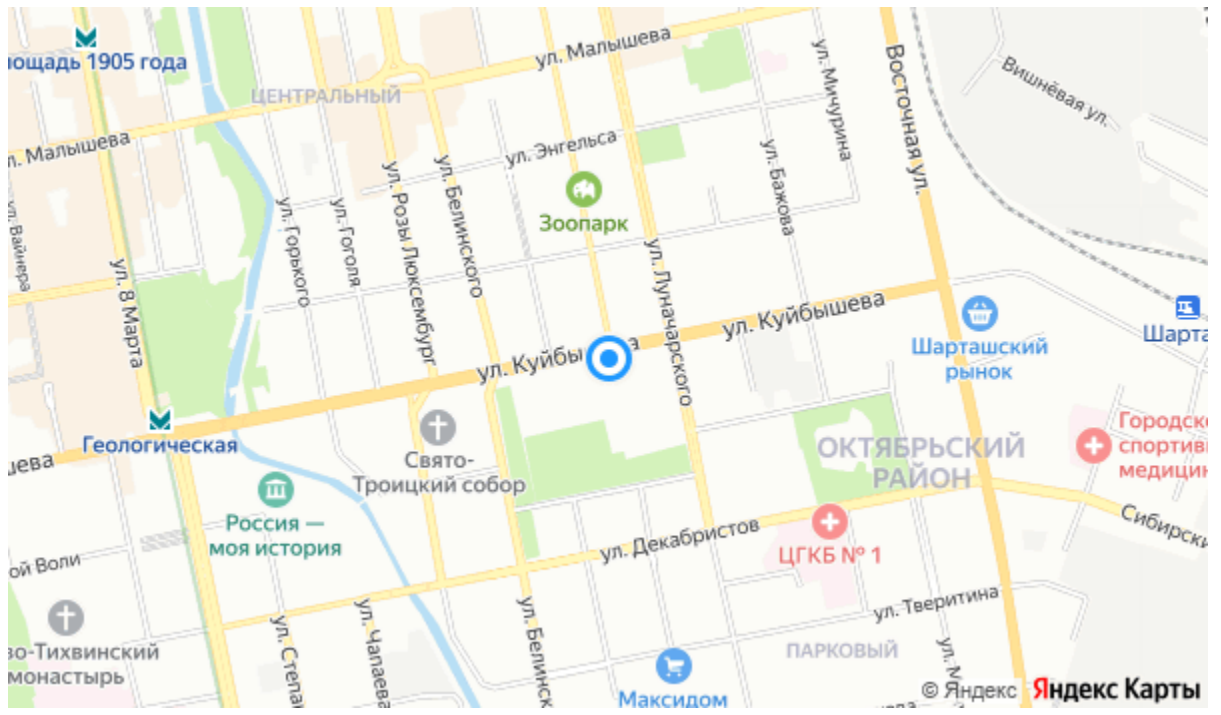 ощадь 1905 года
ул. Малышева
ЦЕНТРАЛЬНЫЙ
Восточная ул.
Вишнёвая ул.
ул. Мичурина
л. Малышева
ул. Энгельса
ул. Бажова
Зоопарк
ул. Вайнера
ул. Горького
ул. Гоголя
ул. Розы Люксембург
ул. Белинского
ул. Луначарского
ул. 8 Марта
ул. Куйбышева
ул. Куйбы
а
Шарташский
рынок
Шарта
Геологическая
шева
Свято-
Троицкий собор
ОКТЯБРЬСКИЙ
РАЙОН
Городско
спортивн
медицин
Россия —
моя история
ул. Декабристов
ЦГКБ № 1
Сибирски
ой Воли
во-Тихвинский
монастырь
ул. Степа
ул. Чапаева
ул. Белинск
ул. Тверитина
ПАРКОВЫЙ
ул. М
Максидом
© Яндекс Яндекс Карты